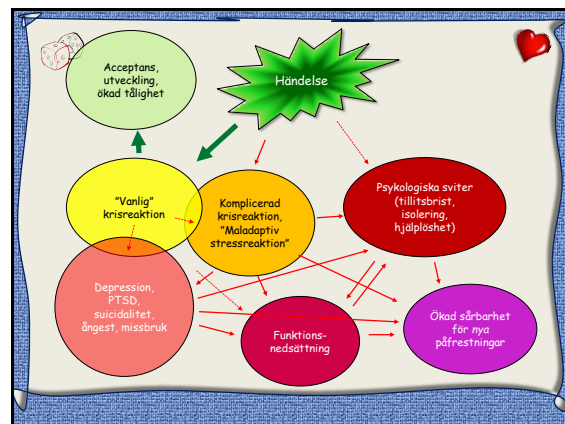 Acceptans,
utveckling,
ökad tålighet
Händelse
"Vanlig"
krisreaktion
Komplicerad
krisreaktion,
"Maladaptiv
stressreaktion"
Psykologiska sviter
(tillitsbrist,
isolering,
hjälplöshet)
Depression,
PTSD,
suicidalitet,
ångest, missbruk
Funktions-
nedsättning
Ökad sårbarhet
för nya
påfrestningar